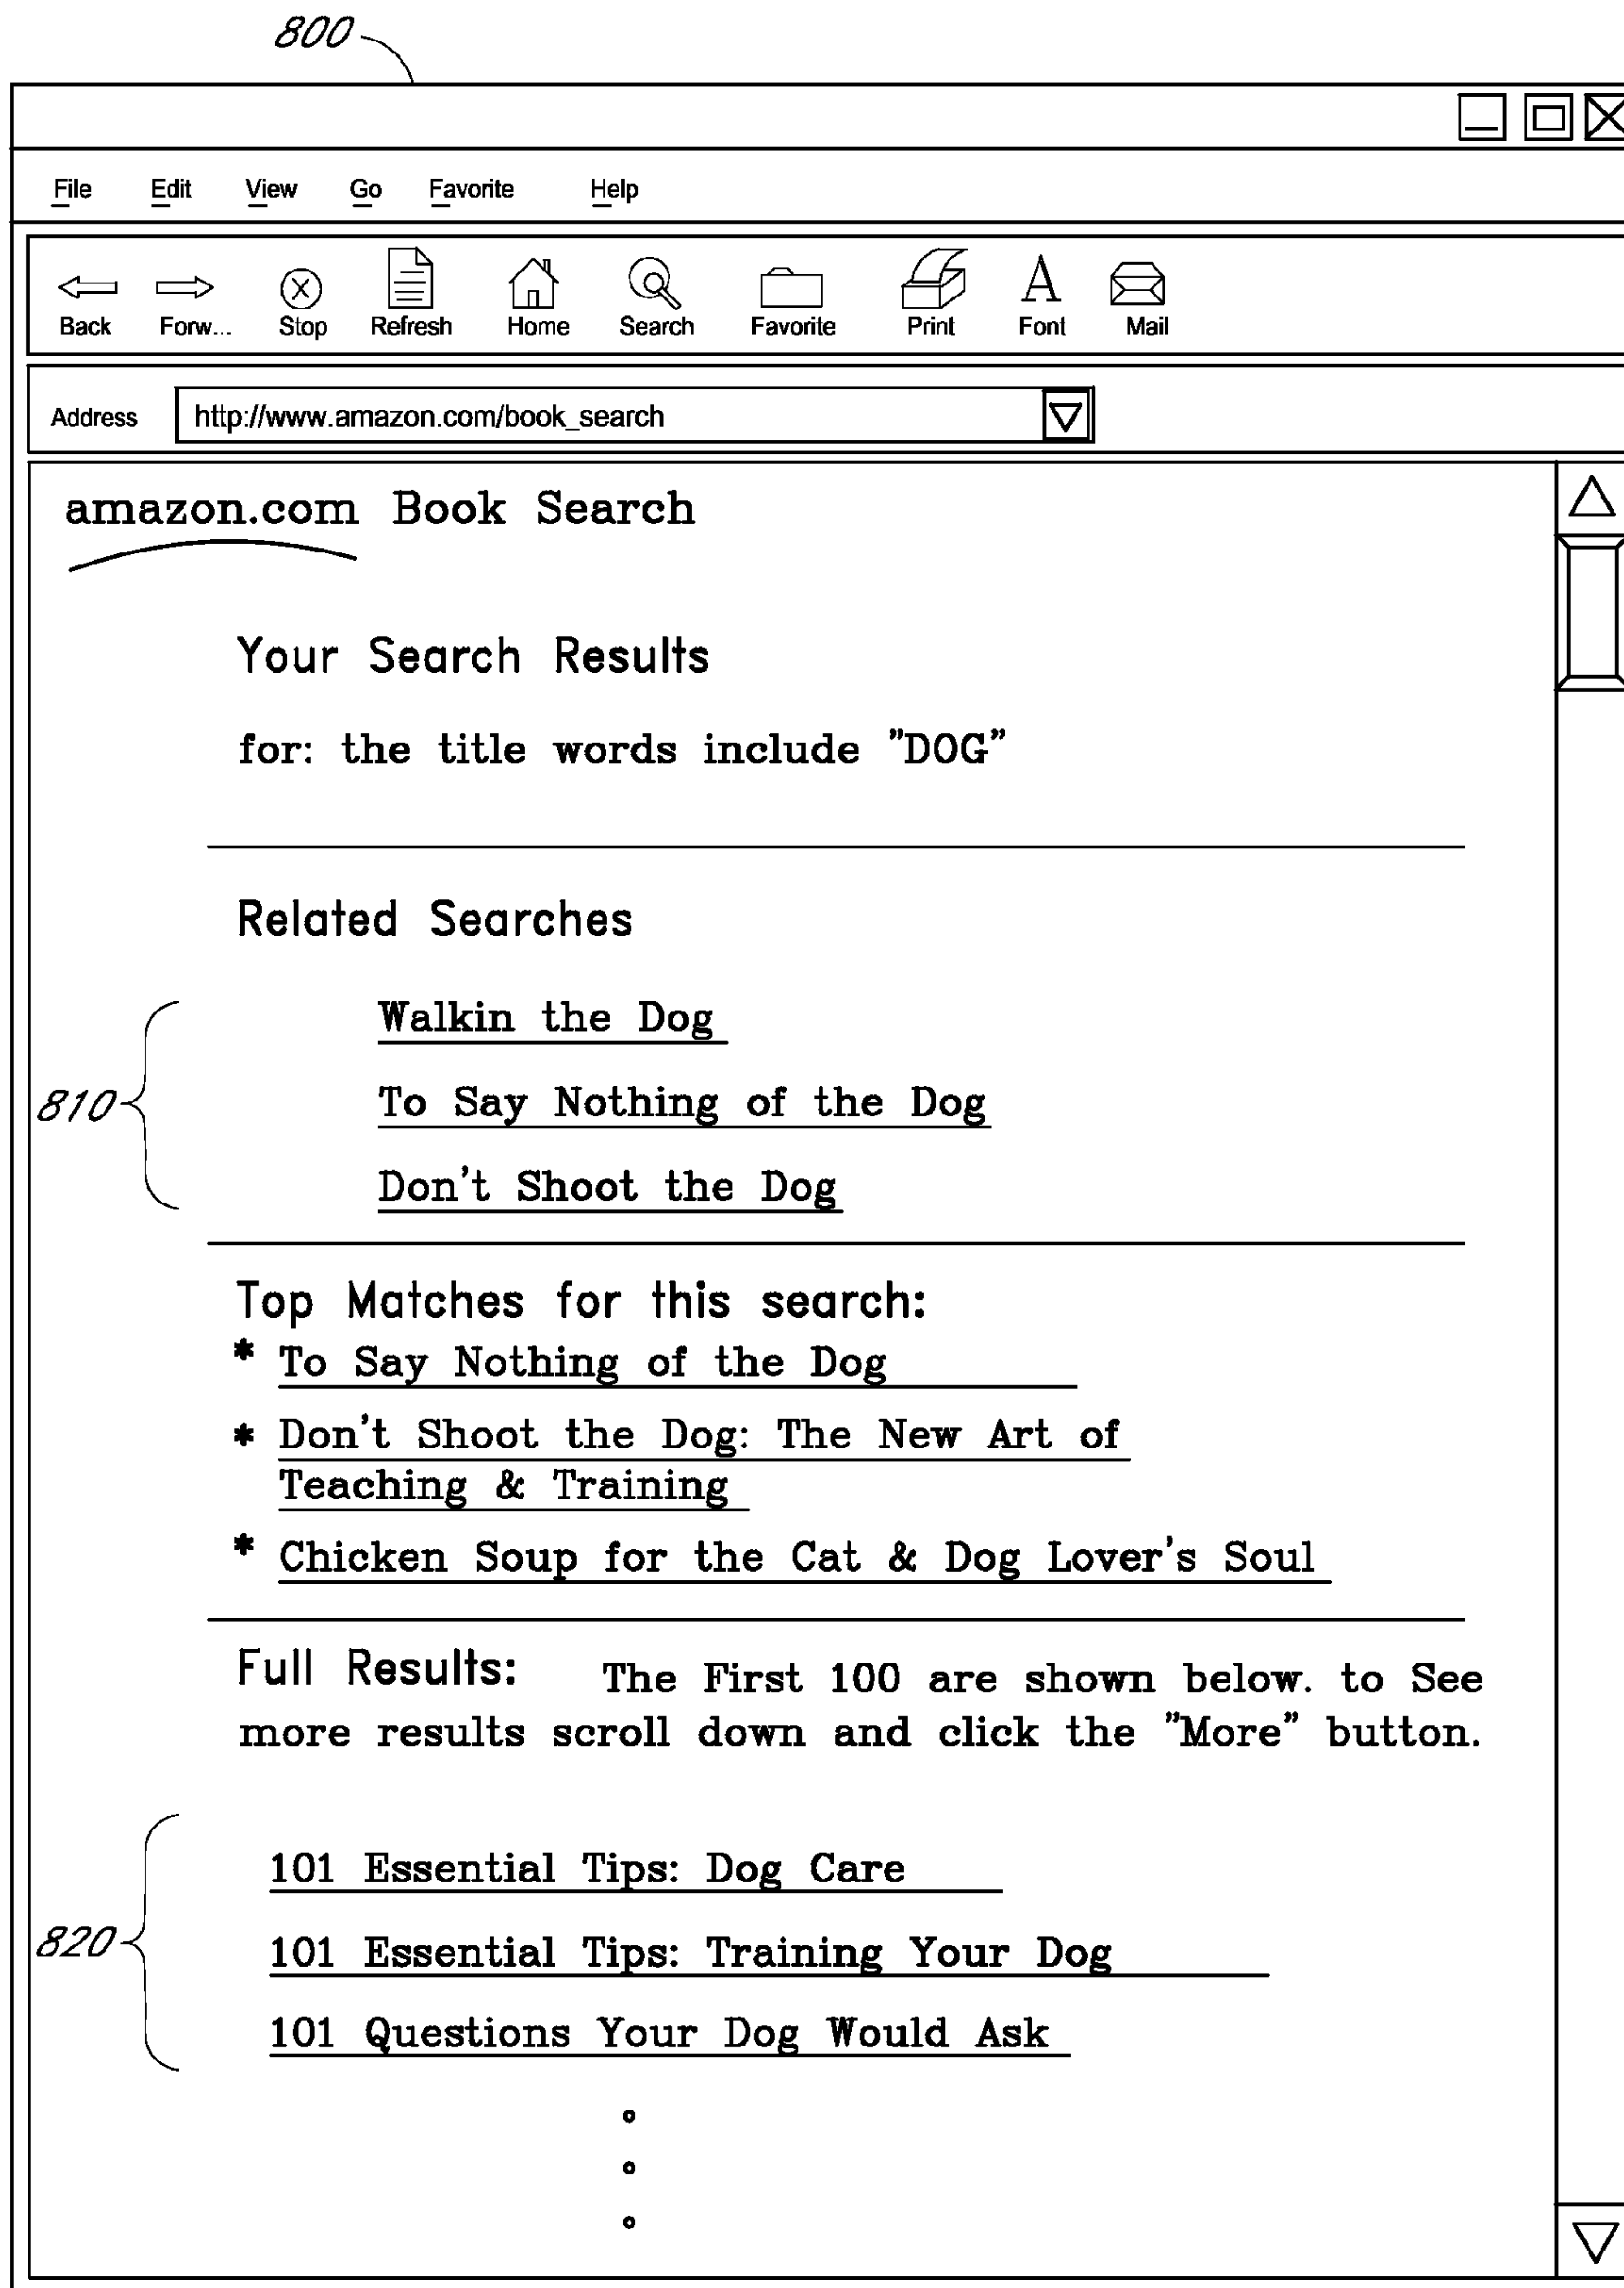 800
File Edit View Go Favorite Help
Back Forw... Stop Refresh Home Search Favorite Print Font Mail
Address http://www.amazon.com/book_search
amazon.com Book Search
Your Search Results
for: the title words include "DOG"
Related Searches
Walkin the Dog
810
To Say Nothing of the Dog
Don't Shoot the Dog
Top Matches for this search:
* To Say Nothing of the Dog
* Don't Shoot the Dog: The New Art of
Teaching & Training
* Chicken Soup for the Cat & Dog Lover's Soul
Full Results: The First 100 are shown below. to See
more results scroll down and click the "More" button.
101 Essential Tips: Dog Care
820
101 Essential Tips: Training Your Dog
101 Questions Your Dog Would Ask